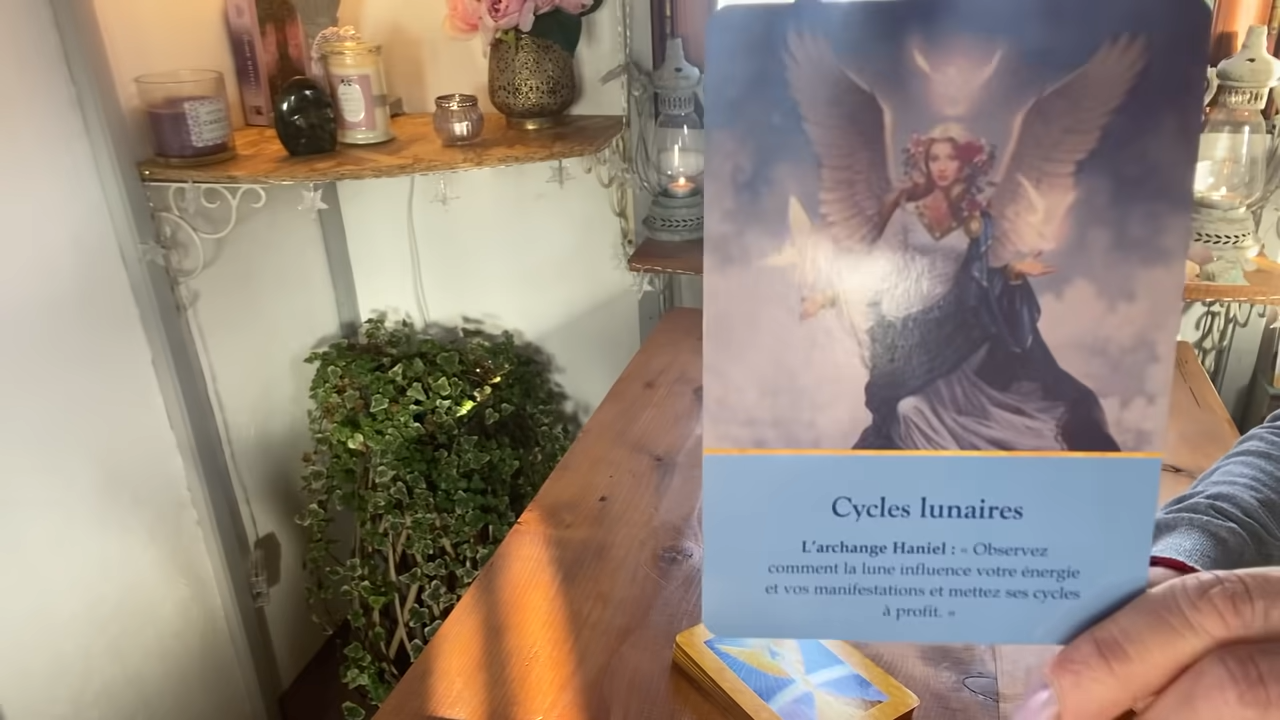 Cycles lunaires
L'archange Haniel : « Observez
comment la lune influence votre énergie
et vos manifestations et mettez ses cycles
à profit. »